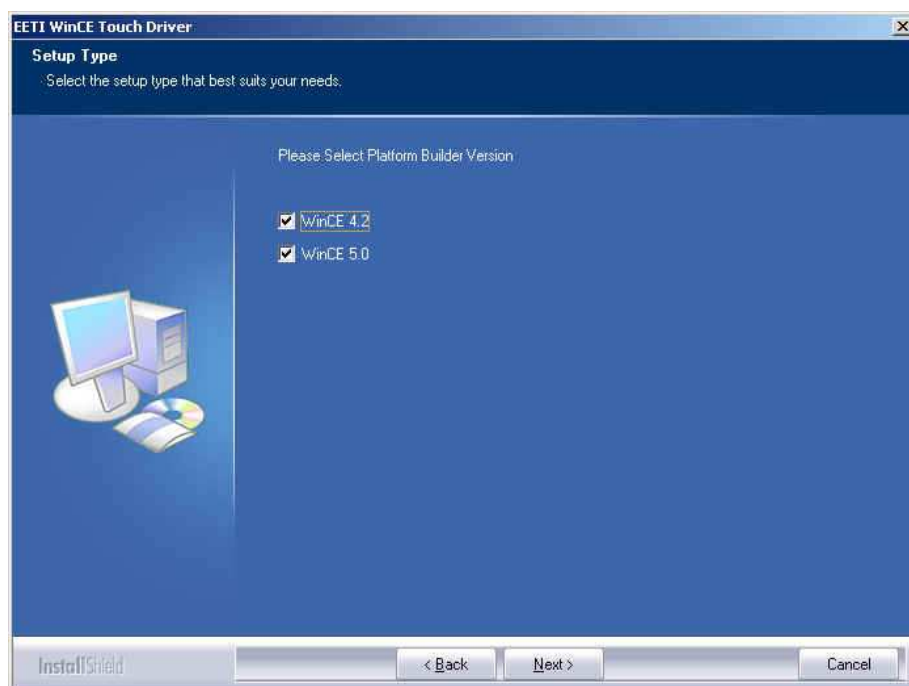 EETI WinCE Touch Driver
Setup Type
Select the setup type that best suits your needs.
Please Select Platform Builder Version
WinCE 4.2
WinCE 5.0
InstallShield
< Back Next > Cancel